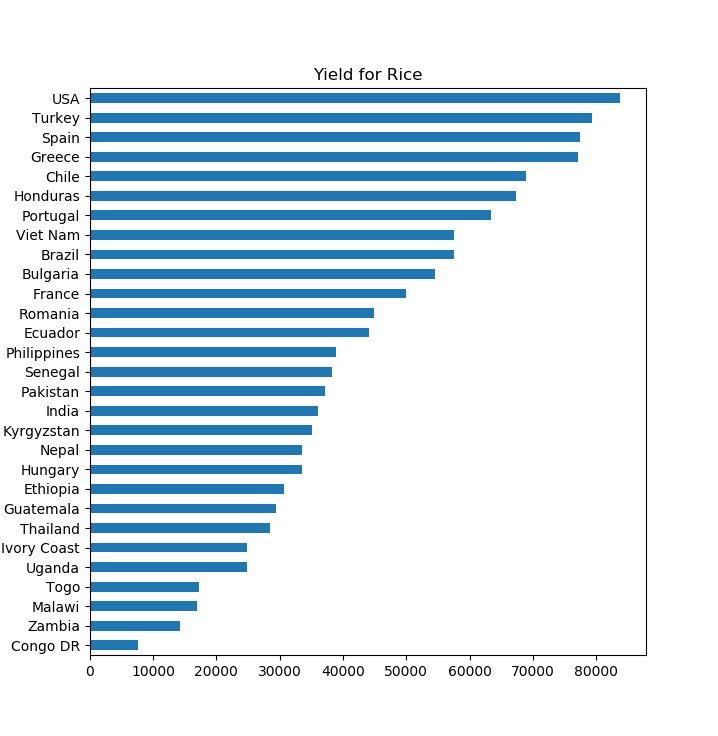 Yield for Rice
USA
Turkey
Spain
Greece
Chile
Honduras
Portugal
Viet Nam
Brazil
Bulgaria
France
Romania
Ecuador
Philippines
Senegal
Pakistan
India
Kyrgyzstan
Nepal
Hungary
Ethiopia
Guatemala
Thailand
Ivory Coast
Uganda
Togo
Malawi
Zambia
Congo DR
0 10000 20000 30000 40000 50000 60000 70000 80000